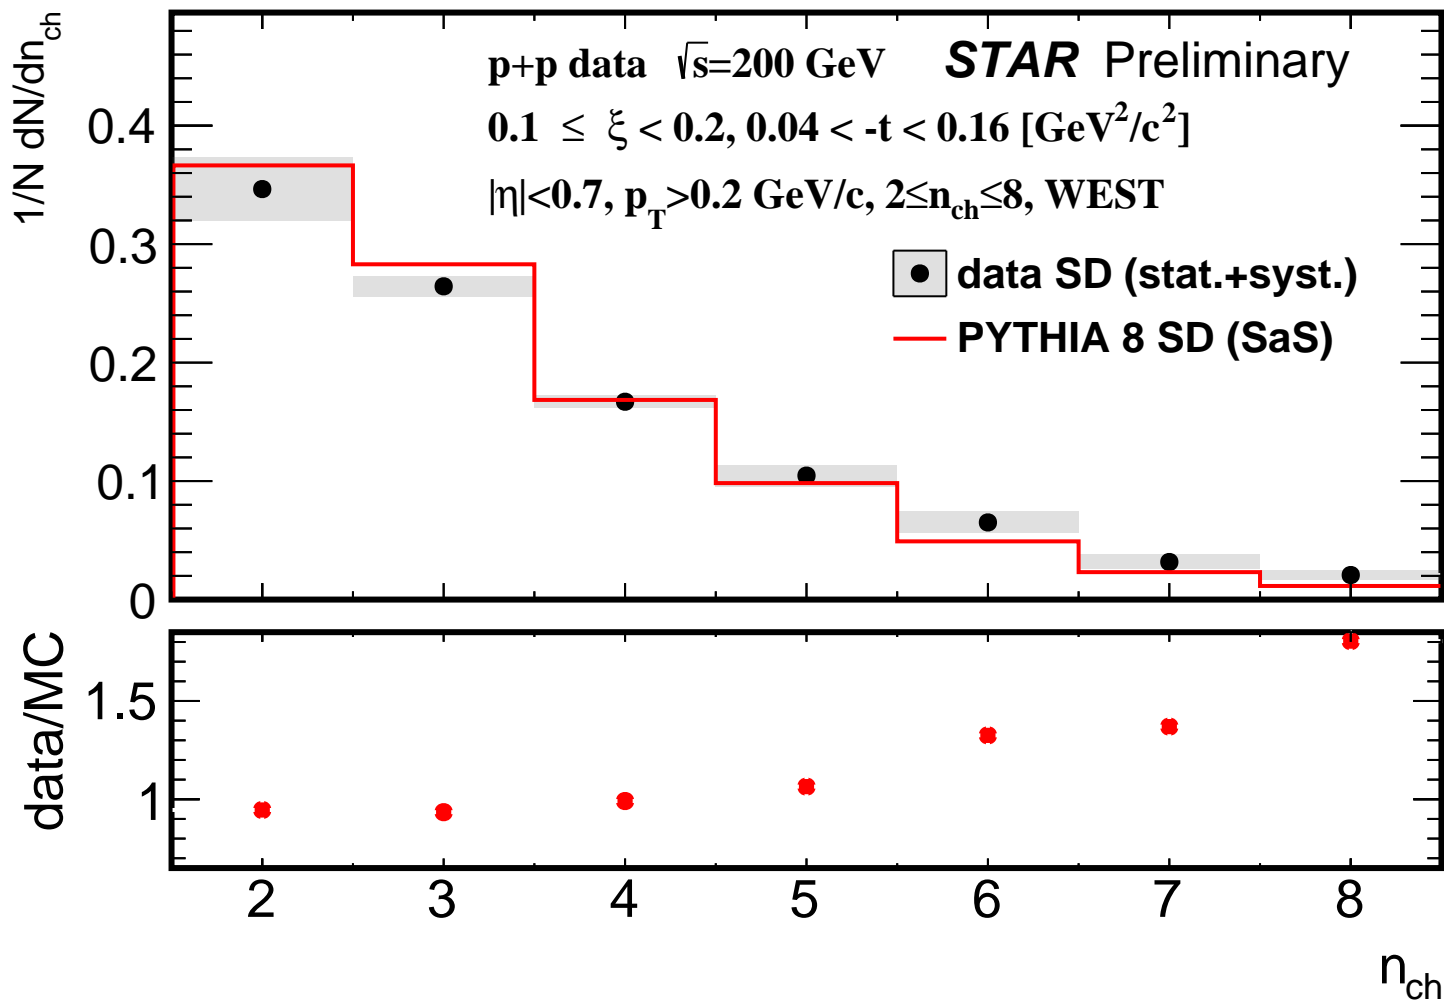 1/N dN/dn_ch
p+p data √s=200 GeV STAR Preliminary
0.1 ≤ ξ < 0.2, 0.04 < -t < 0.16 [GeV²/c²]
|η|<0.7, p_T>0.2 GeV/c, 2≤n_ch≤8, WEST
data SD (stat.+syst.)
PYTHIA 8 SD (SaS)
0.4
0.3
0.2
0.1
0
data/MC
1.5
1
2 3 4 5 6 7 8
n_ch